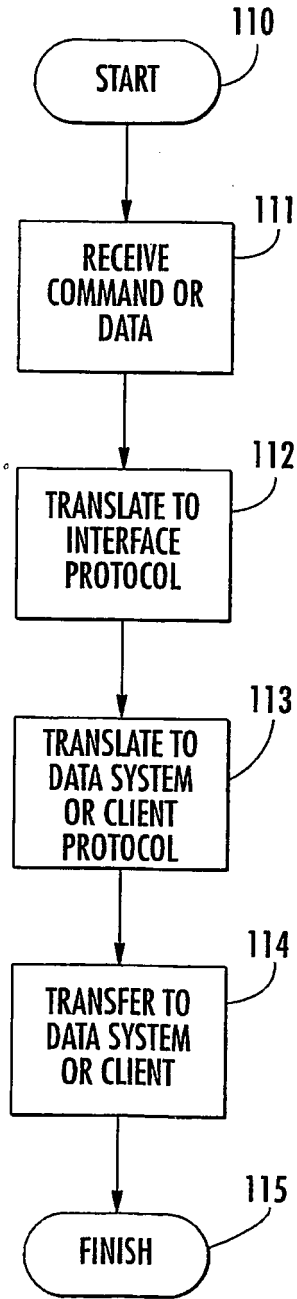 110
START
111
RECEIVE
COMMAND OR
DATA
112
TRANSLATE TO
INTERFACE
PROTOCOL
113
TRANSLATE TO
DATA SYSTEM
OR CLIENT
PROTOCOL
114
TRANSFER TO
DATA SYSTEM
OR CLIENT
115
FINISH